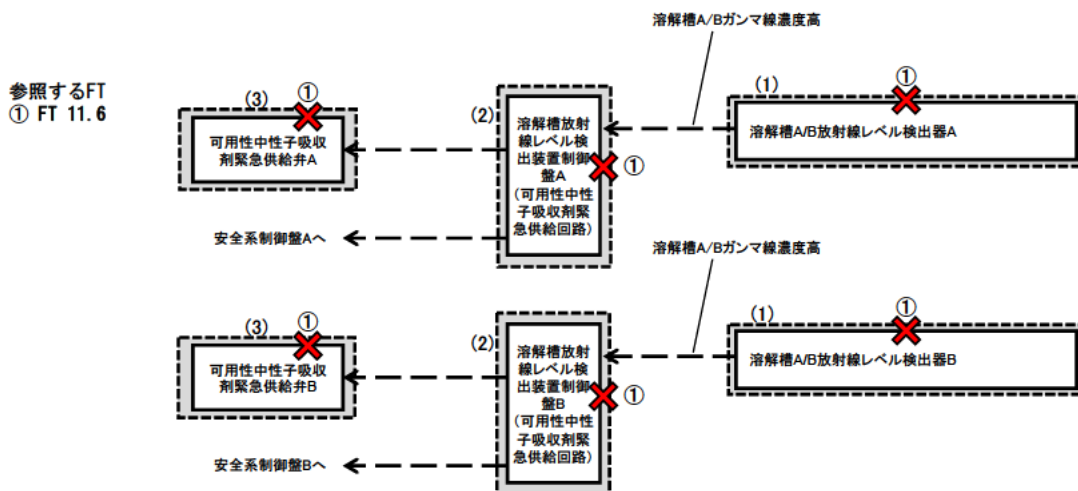 参照するFT
① FT 11.6
溶解槽A/Bガンマ線濃度高
(3)
①
可用性中性子吸収
剤緊急供給弁A
(2)
溶解槽放射
線レベル検
出装置制御
盤A
(可用性中性
子吸収剤緊
急供給回路)
①
(1)
①
溶解槽A/B放射線レベル検出器A
安全系制御盤Aへ
溶解槽A/Bガンマ線濃度高
(3)
①
可用性中性子吸収
剤緊急供給弁B
(2)
溶解槽放射
線レベル検
出装置制御
盤B
(可用性中性
子吸収剤緊
急供給回路)
①
(1)
①
溶解槽A/B放射線レベル検出器B
安全系制御盤Bへ